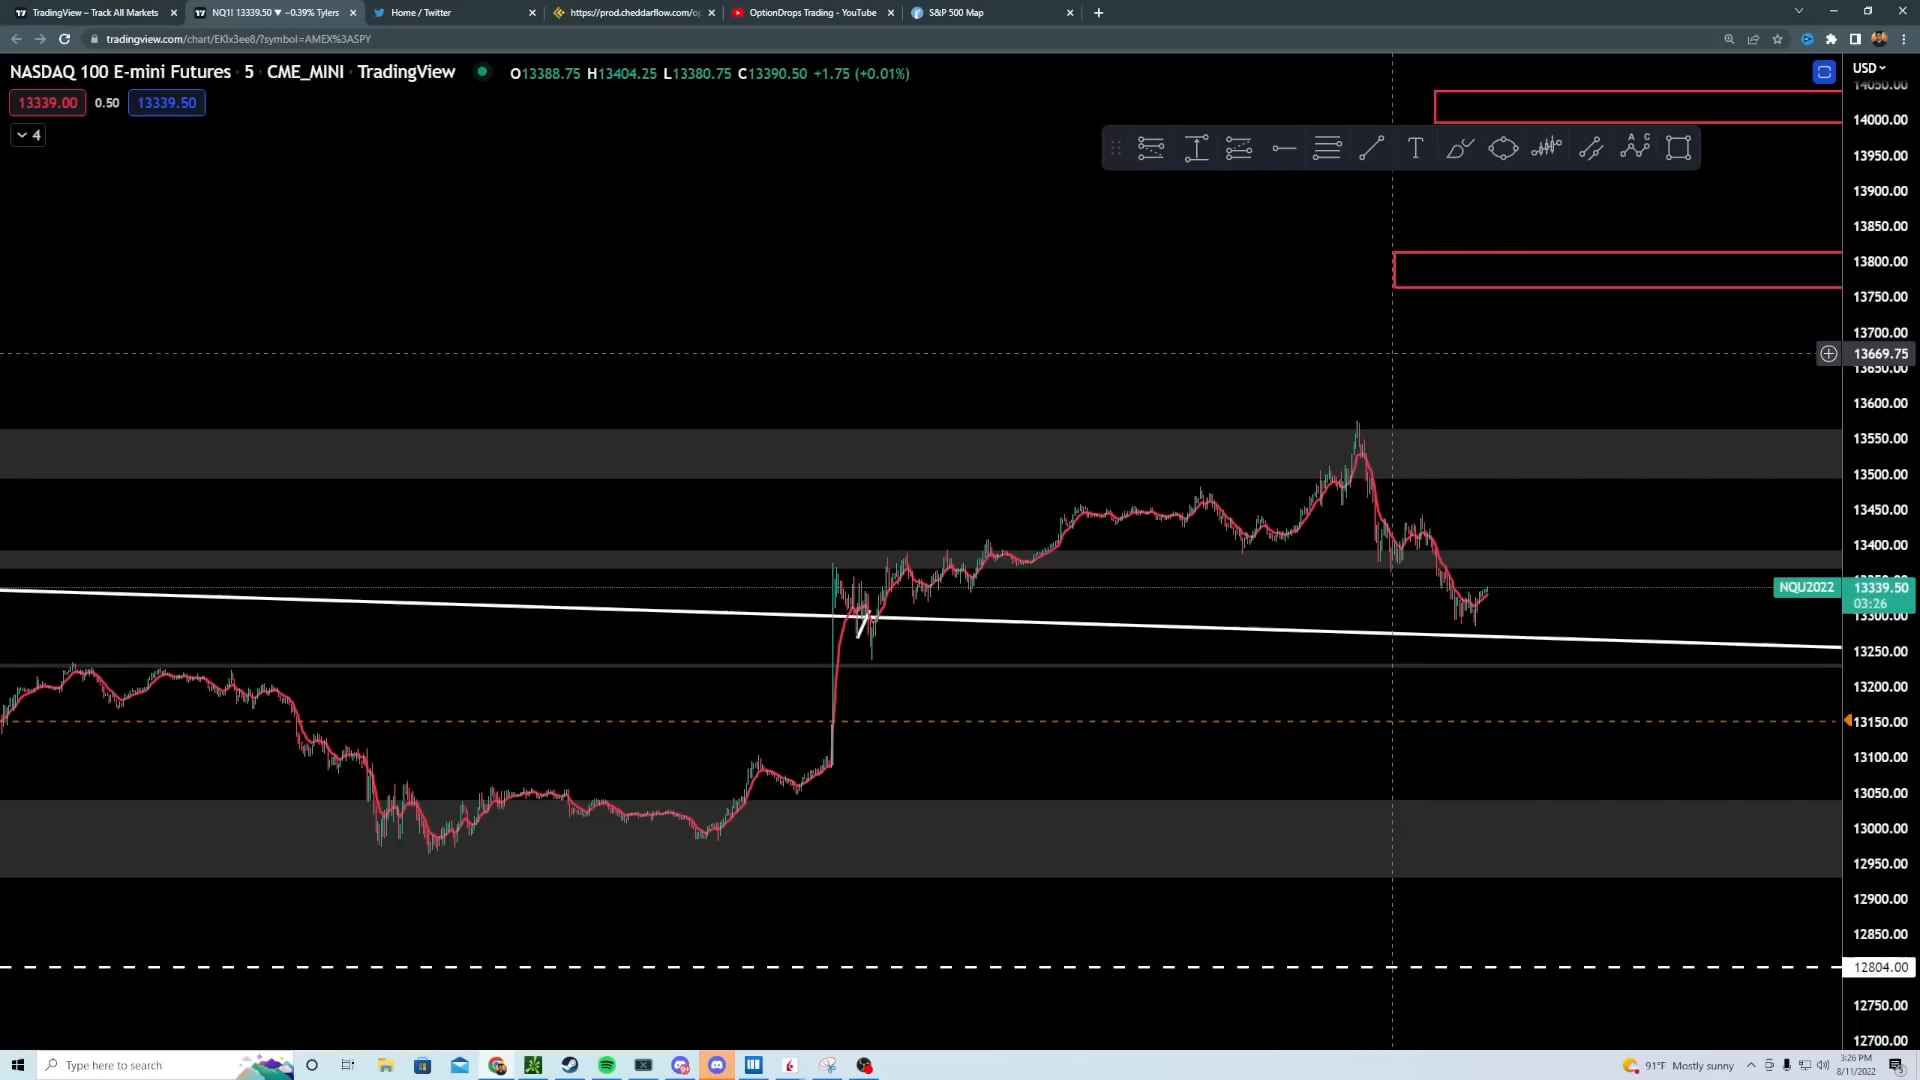 TradingView – Track All Markets
NQ1! 13339.50 ▼ −0.39% Tylers
Home / Twitter
https://prod.cheddarflow.com/o
OptionDrops Trading - YouTube
S&P 500 Map
tradingview.com/chart/EKlx3ee8/?symbol=AMEX%3ASPY
NASDAQ 100 E-mini Futures · 5 · CME_MINI · TradingView
O13388.75 H13404.25 L13380.75 C13390.50 +1.75 (+0.01%)
USD
13339.00 0.50 13339.50
4
14050.00
14000.00
13950.00
13900.00
13850.00
13800.00
13750.00
13700.00
13669.75
13650.00
13600.00
13550.00
13500.00
13450.00
13400.00
NQU2022 13339.50
03:26
13300.00
13250.00
13200.00
13150.00
13100.00
13050.00
13000.00
12950.00
12900.00
12850.00
12804.00
12750.00
12700.00
T
A C
Type here to search
91°F Mostly sunny
3:26 PM
8/11/2022